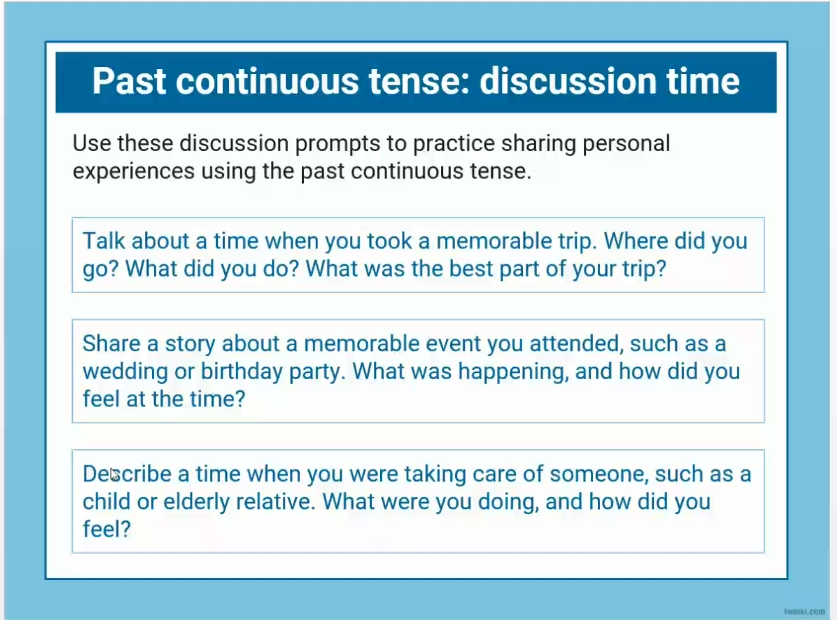 Past continuous tense: discussion time
Use these discussion prompts to practice sharing personal
experiences using the past continuous tense.
Talk about a time when you took a memorable trip. Where did you
go? What did you do? What was the best part of your trip?
Share a story about a memorable event you attended, such as a
wedding or birthday party. What was happening, and how did you
feel at the time?
Describe a time when you were taking care of someone, such as a
child or elderly relative. What were you doing, and how did you
feel?
twinkl.com